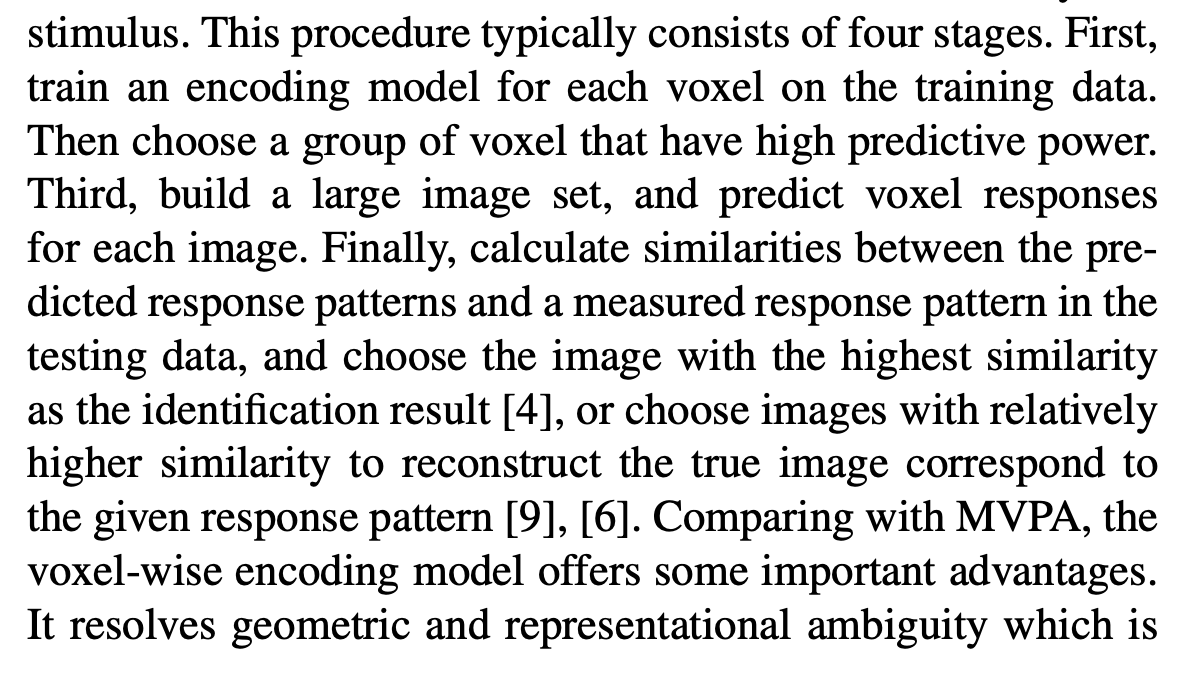 stimulus. This procedure typically consists of four stages. First,
train an encoding model for each voxel on the training data.
Then choose a group of voxel that have high predictive power.
Third, build a large image set, and predict voxel responses
for each image. Finally, calculate similarities between the pre-
dicted response patterns and a measured response pattern in the
testing data, and choose the image with the highest similarity
as the identification result [4], or choose images with relatively
higher similarity to reconstruct the true image correspond to
the given response pattern [9], [6]. Comparing with MVPA, the
voxel-wise encoding model offers some important advantages.
It resolves geometric and representational ambiguity which is